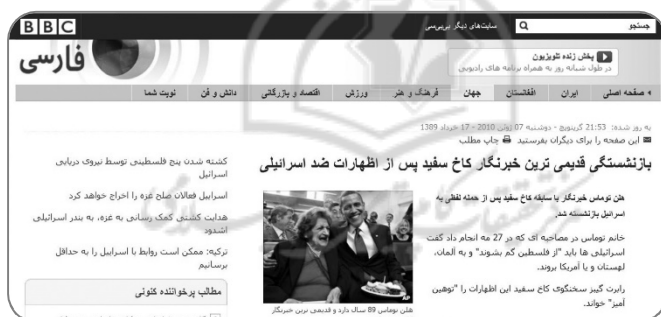 BBC
سایت‌های دیگر بی‌بی‌سی
جستجو
فارسی
پخش زنده تلویزیون
در طول شبانه روز به همراه برنامه های رادیویی
صفحه اصلی ایران افغانستان جهان فرهنگ و هنر ورزش اقتصاد و بازرگانی دانش و فن نوبت شما
به روز شده: 21:53 گرینویچ - دوشنبه 07 ژوئن 2010 - 17 خرداد 1389
این صفحه را برای دیگران بفرستید چاپ مطلب
بازنشستگی قدیمی ترین خبرنگار کاخ سفید پس از اظهارات ضد اسرائیلی
هلن توماس خبرنگار با سابقه کاخ سفید پس از حمله لفظی به
اسرائیل بازنشسته شد.
خانم توماس در مصاحبه ای که در 27 مه انجام داد گفت
اسرائیلی ها باید "از فلسطین گم بشوند" و به آلمان،
لهستان و یا آمریکا بروند.
رابرت گیبز سخنگوی کاخ سفید این اظهارات را "توهین
آمیز" خواند.
AP
هلن توماس 89 سال دارد و قدیمی ترین خبرنگار
کشته شدن پنج فلسطینی توسط نیروی دریایی
اسرائیل
اسراییل فعالان صلح غزه را اخراج خواهد کرد
هدایت کشتی کمک رسانی به غزه، به بندر اسرائیلی
اشدود
ترکیه: ممکن است روابط با اسراییل را به حداقل
برسانیم
مطالب پرخواننده کنونی